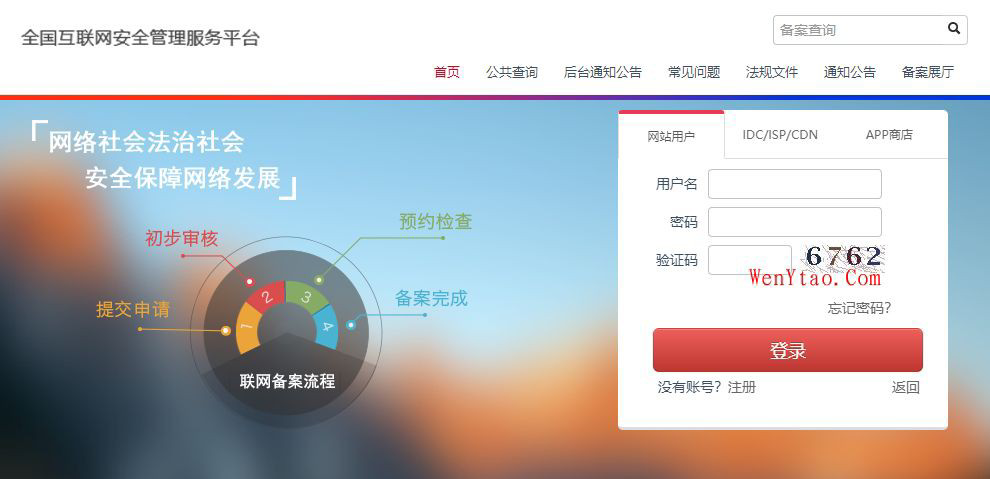 全国互联网安全管理服务平台
备案查询
首页 公共查询 后台通知公告 常见问题 法规文件 通知公告 备案展厅
「网络社会法治社会
安全保障网络发展」
预约检查
初步审核
备案完成
提交申请
1 2 3 4
联网备案流程
网站用户 IDC/ISP/CDN APP商店
用户名
密码
验证码 6762
WenYtao.Com
忘记密码?
登录
没有账号? 注册 返回